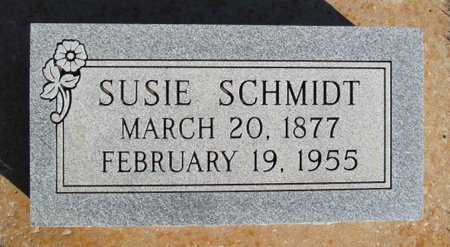 SUSIE SCHMIDT
MARCH 20, 1877
FEBRUARY 19, 1955